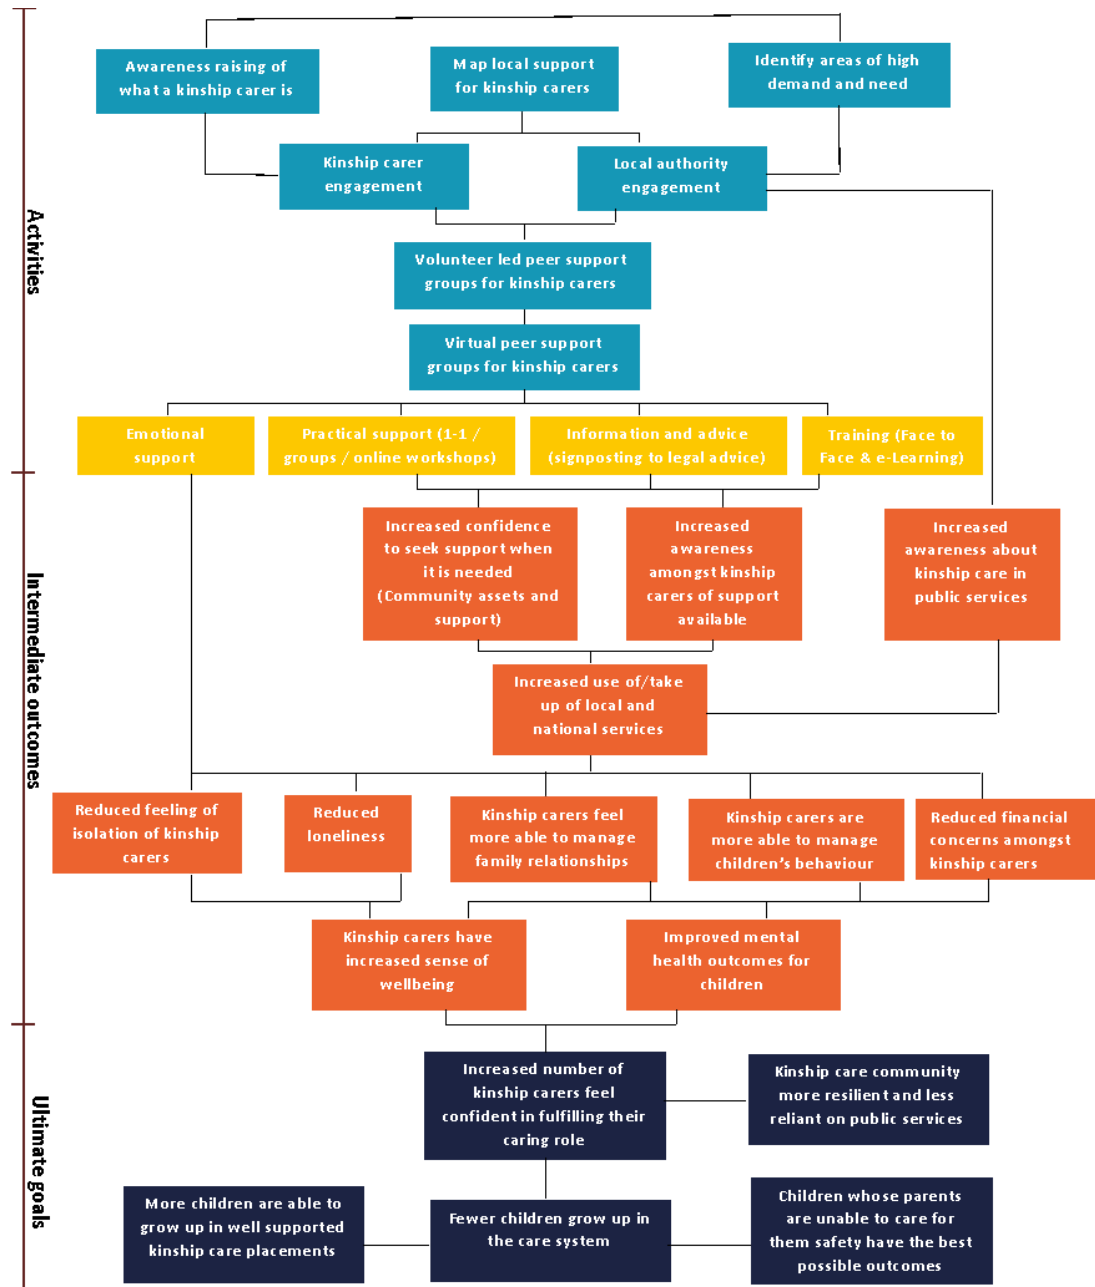 Awareness raising of
what a kinship carer is
Map local support
for kinship carers
Identify areas of high
demand and need
Kinship carer
engagement
Local authority
engagement
Activities
Volunteer led peer support
groups for kinship carers
Virtual peer support
groups for kinship carers
Emotional
support
Practical support (1-1 /
groups / online workshops)
Information and advice
(signposting to legal advice)
Training (Face to
Face & e-Learning)
Intermediate outcomes
Increased confidence
to seek support when
it is needed
(Community assets and
support)
Increased
awareness
amongst kinship
carers of support
available
Increased
awareness about
kinship care in
public services
Increased use of/take
up of local and
national services
Reduced feeling of
isolation of kinship
carers
Reduced
loneliness
Kinship carers feel
more able to manage
family relationships
Kinship carers are
more able to manage
children's behaviour
Reduced financial
concerns amongst
kinship carers
Kinship carers have
increased sense of
wellbeing
Improved mental
health outcomes for
children
Ultimate goals
Increased number of
kinship carers feel
confident in fulfilling their
caring role
Kinship care community
more resilient and less
reliant on public services
More children are able to
grow up in well supported
kinship care placements
Fewer children grow up in
the care system
Children whose parents
are unable to care for
them safety have the best
possible outcomes